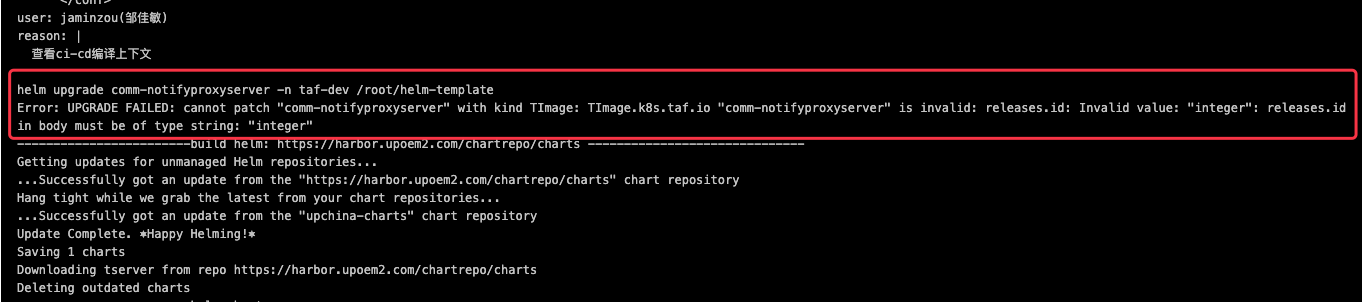 user: jaminzou(邹佳敏)
reason: |
查看ci-cd编译上下文
helm upgrade comm-notifyproxyserver -n taf-dev /root/helm-template
Error: UPGRADE FAILED: cannot patch "comm-notifyproxyserver" with kind TImage: TImage.k8s.taf.io "comm-notifyproxyserver" is invalid: releases.id: Invalid value: "integer": releases.id
in body must be of type string: "integer"
------------------------build helm: https://harbor.upoem2.com/chartrepo/charts ------------------------------
Getting updates for unmanaged Helm repositories...
...Successfully got an update from the "https://harbor.upoem2.com/chartrepo/charts" chart repository
Hang tight while we grab the latest from your chart repositories...
...Successfully got an update from the "upchina-charts" chart repository
Update Complete. *Happy Helming!*
Saving 1 charts
Downloading tserver from repo https://harbor.upoem2.com/chartrepo/charts
Deleting outdated charts